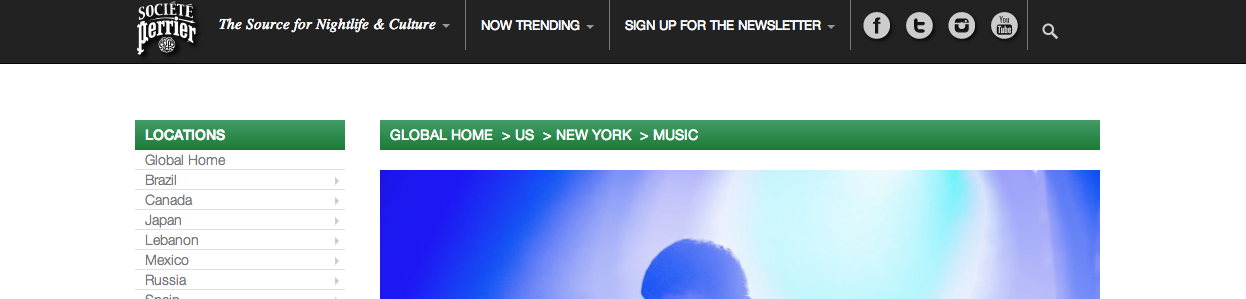 SOCIÉTÉ
Perrier
The Source for Nightlife & Culture
NOW TRENDING
SIGN UP FOR THE NEWSLETTER
f
t
You
Tube
LOCATIONS
GLOBAL HOME > US > NEW YORK > MUSIC
Global Home
Brazil
Canada
Japan
Lebanon
Mexico
Russia
Spain